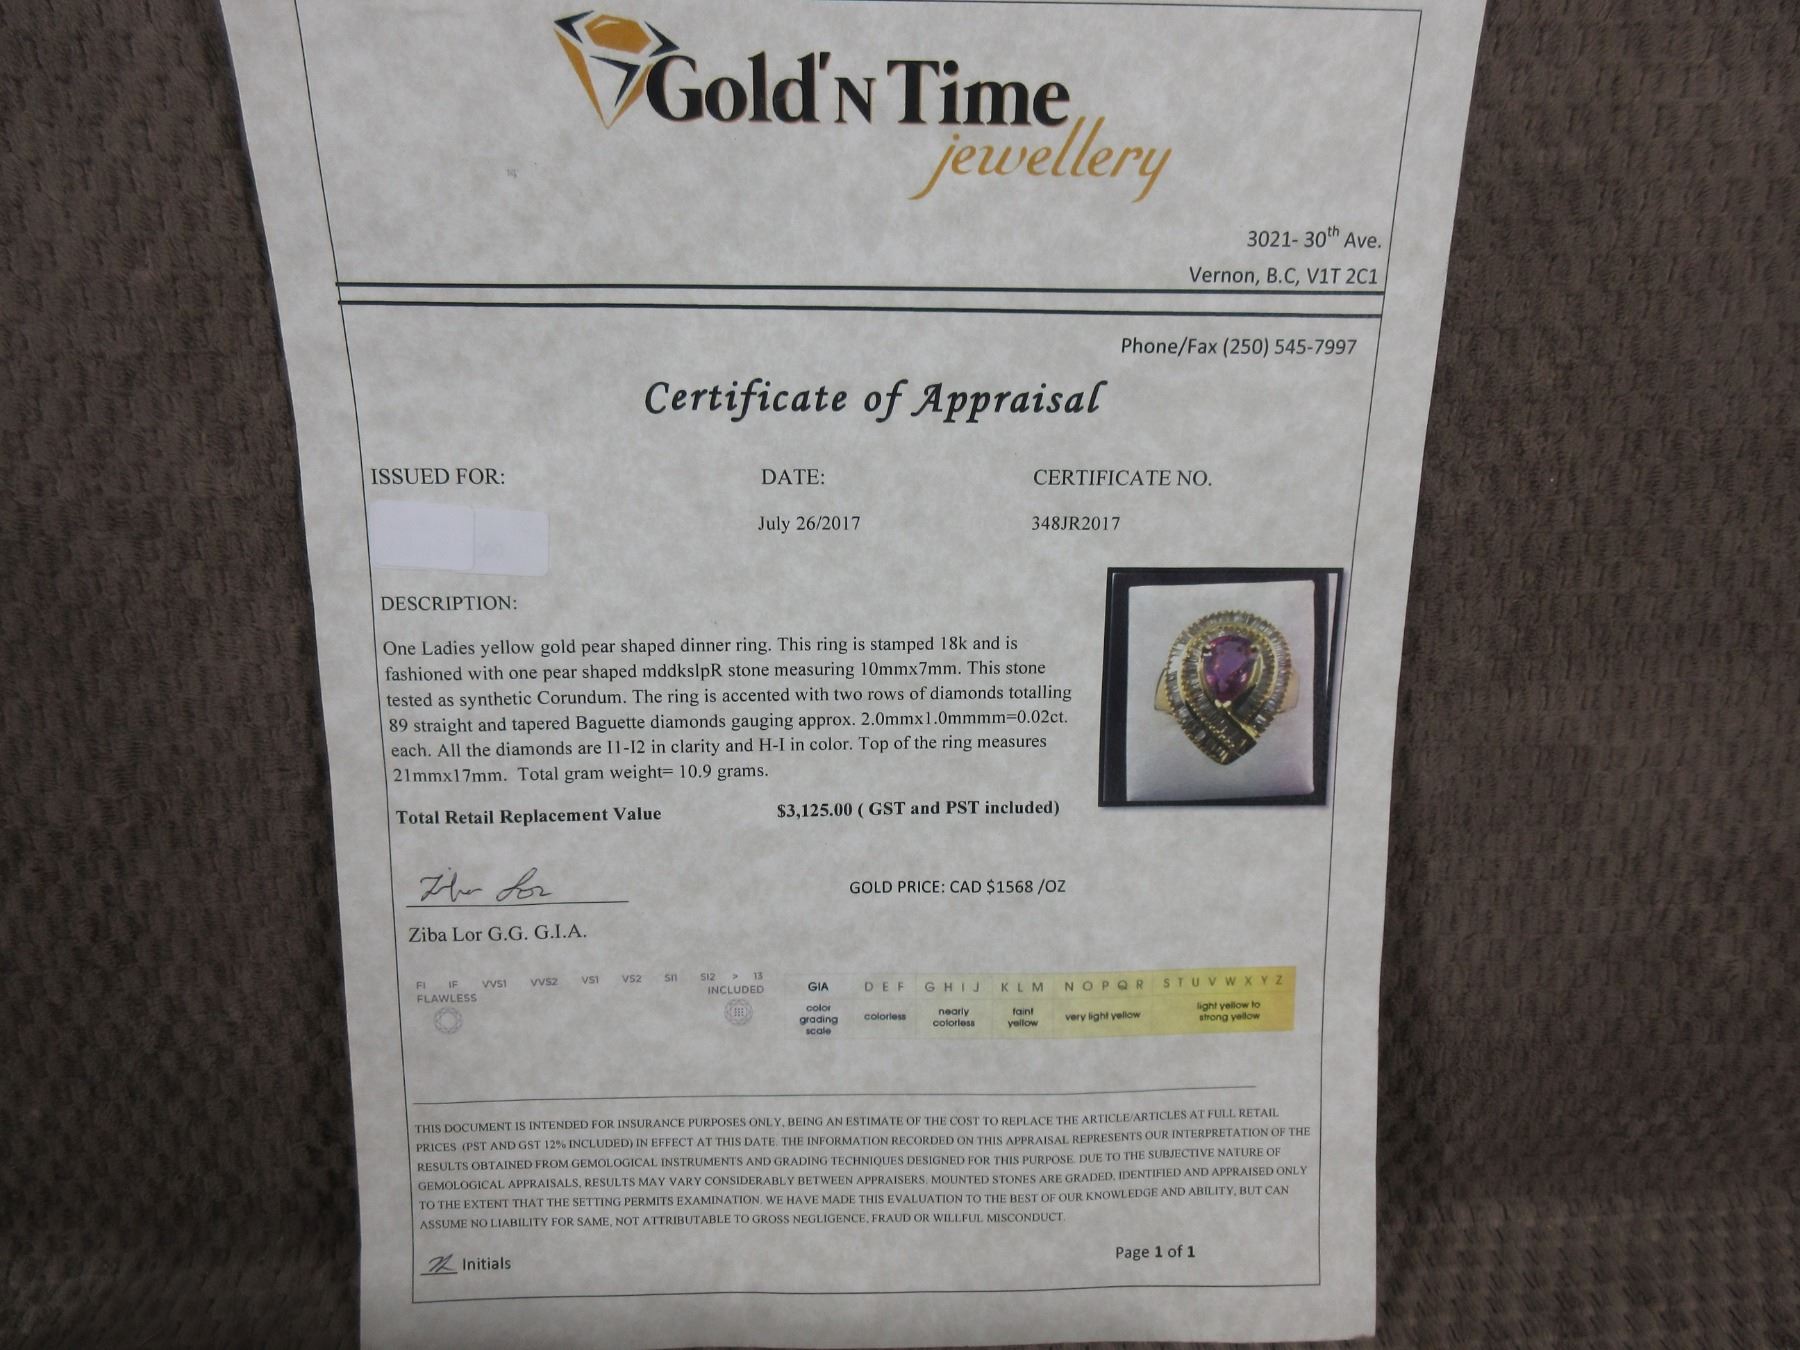 Gold'N Time
jewellery
3021- 30th Ave.
Vernon, B.C, V1T 2C1
Phone/Fax (250) 545-7997
Certificate of Appraisal
ISSUED FOR: DATE: CERTIFICATE NO.
July 26/2017 348JR2017
DESCRIPTION:
One Ladies yellow gold pear shaped dinner ring. This ring is stamped 18k and is
fashioned with one pear shaped mddkslpR stone measuring 10mmx7mm. This stone
tested as synthetic Corundum. The ring is accented with two rows of diamonds totalling
89 straight and tapered Baguette diamonds gauging approx. 2.0mmx1.0mmmm=0.02ct.
each. All the diamonds are I1-I2 in clarity and H-I in color. Top of the ring measures
21mmx17mm. Total gram weight= 10.9 grams.
Total Retail Replacement Value $3,125.00 ( GST and PST included)
Ziba Lor
GOLD PRICE: CAD $1568 /OZ
Ziba Lor G.G. G.I.A.
FI IF VVS1 VVS2 VS1 VS2 SI1 SI2 > I3
FLAWLESS INCLUDED
GIA D E F G H I J K L M N O P Q R S T U V W X Y Z
color grading scale colorless nearly colorless faint yellow very light yellow light yellow to strong yellow
THIS DOCUMENT IS INTENDED FOR INSURANCE PURPOSES ONLY, BEING AN ESTIMATE OF THE COST TO REPLACE THE ARTICLE/ARTICLES AT FULL RETAIL
PRICES (PST AND GST 12% INCLUDED) IN EFFECT AT THIS DATE. THE INFORMATION RECORDED ON THIS APPRAISAL REPRESENTS OUR INTERPRETATION OF THE
RESULTS OBTAINED FROM GEMOLOGICAL INSTRUMENTS AND GRADING TECHNIQUES DESIGNED FOR THIS PURPOSE. DUE TO THE SUBJECTIVE NATURE OF
GEMOLOGICAL APPRAISALS, RESULTS MAY VARY CONSIDERABLY BETWEEN APPRAISERS. MOUNTED STONES ARE GRADED, IDENTIFIED AND APPRAISED ONLY
TO THE EXTENT THAT THE SETTING PERMITS EXAMINATION. WE HAVE MADE THIS EVALUATION TO THE BEST OF OUR KNOWLEDGE AND ABILITY, BUT CAN
ASSUME NO LIABILITY FOR SAME, NOT ATTRIBUTABLE TO GROSS NEGLIGENCE, FRAUD OR WILLFUL MISCONDUCT.
Initials
Page 1 of 1